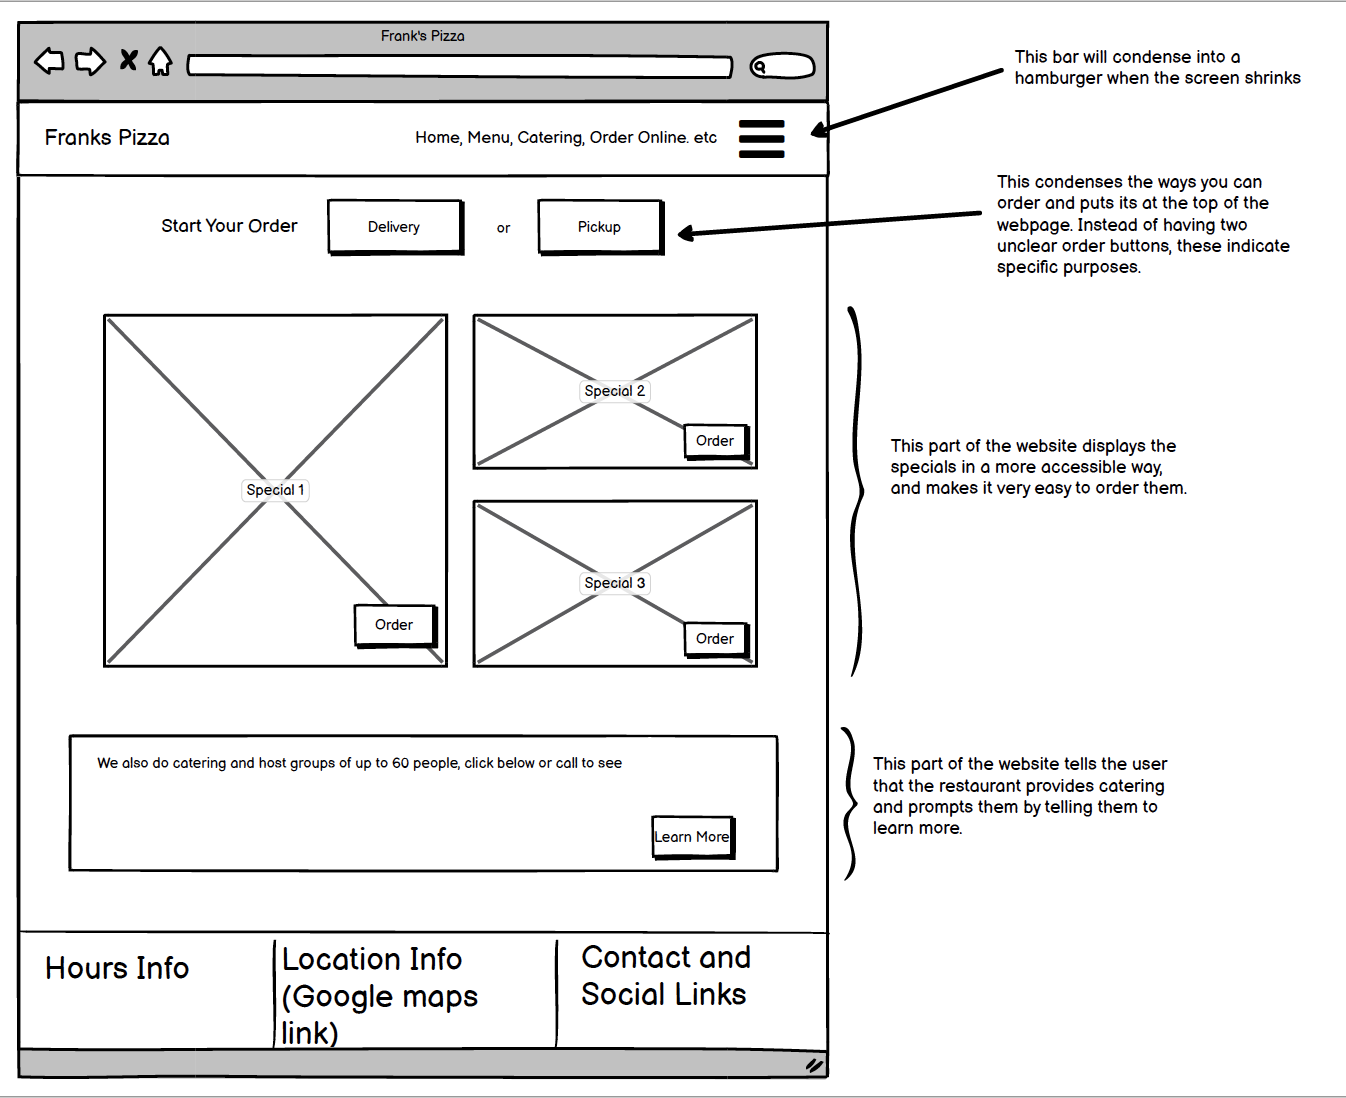 Frank's Pizza
Franks Pizza
Home, Menu, Catering, Order Online. etc
This bar will condense into a
hamburger when the screen shrinks
Start Your Order
Delivery
or
Pickup
This condenses the ways you can
order and puts its at the top of the
webpage. Instead of having two
unclear order buttons, these indicate
specific purposes.
Special 1
Order
Special 2
Order
Special 3
Order
This part of the website displays the
specials in a more accessible way,
and makes it very easy to order them.
We also do catering and host groups of up to 60 people, click below or call to see
Learn More
This part of the website tells the user
that the restaurant provides catering
and prompts them by telling them to
learn more.
Hours Info
Location Info
(Google maps
link)
Contact and
Social Links